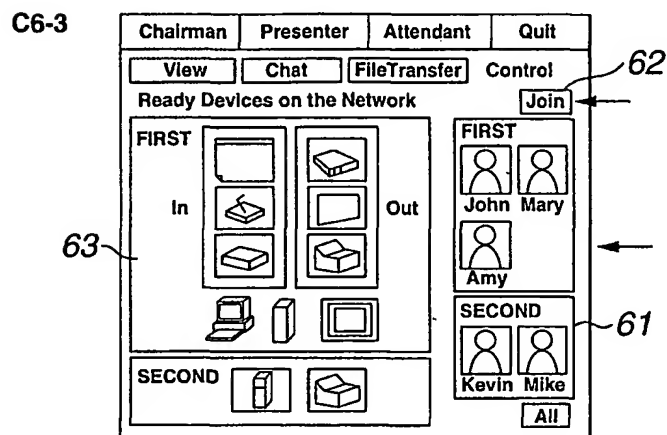 C6-3
Chairman Presenter Attendant Quit
View Chat FileTransfer Control
62
Ready Devices on the Network
Join
FIRST
In
Out
63
FIRST
John Mary
Amy
SECOND
61
Kevin Mike
SECOND
All